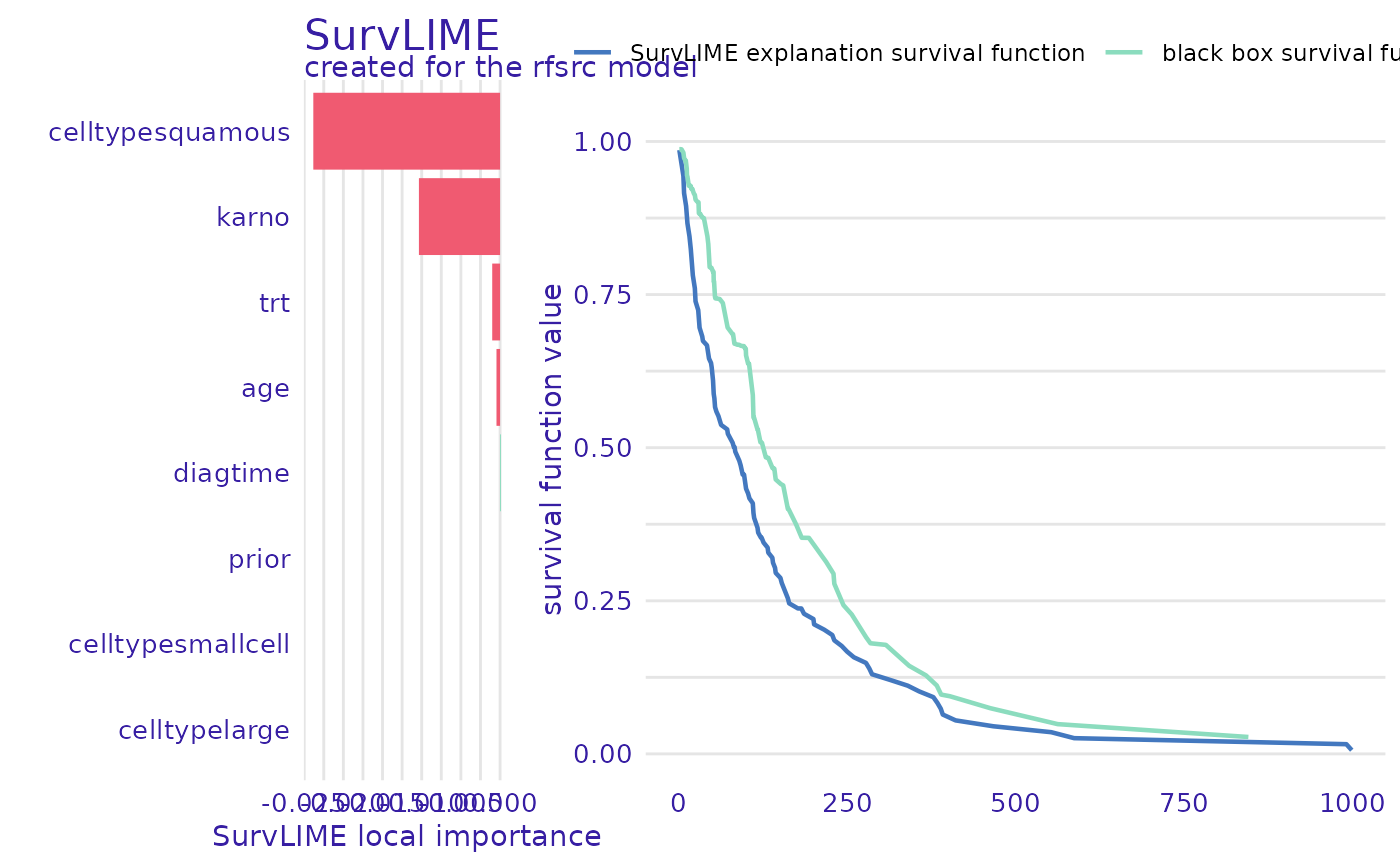 SurvLIME
created for the rfsrc model
SurvLIME explanation survival function
black box survival fu
celltypesquamous
karno
trt
age
diagtime
prior
celltypesmallcell
celltypelarge
SurvLIME local importance
survival function value
1.00
0.75
0.50
0.25
0.00
0 250 500 750 1000